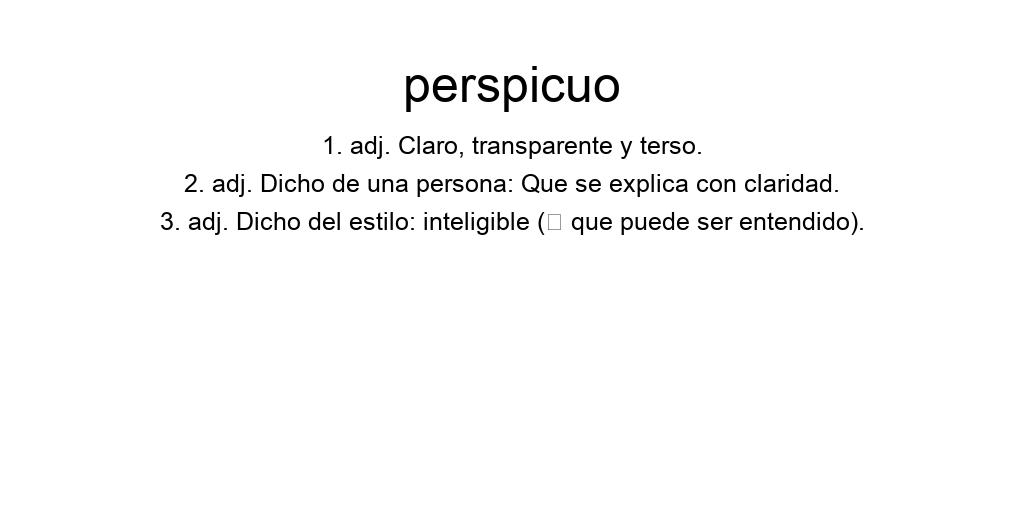 perspicuo
1. adj. Claro, transparente y terso.
2. adj. Dicho de una persona: Que se explica con claridad.
3. adj. Dicho del estilo: inteligible (□ que puede ser entendido).